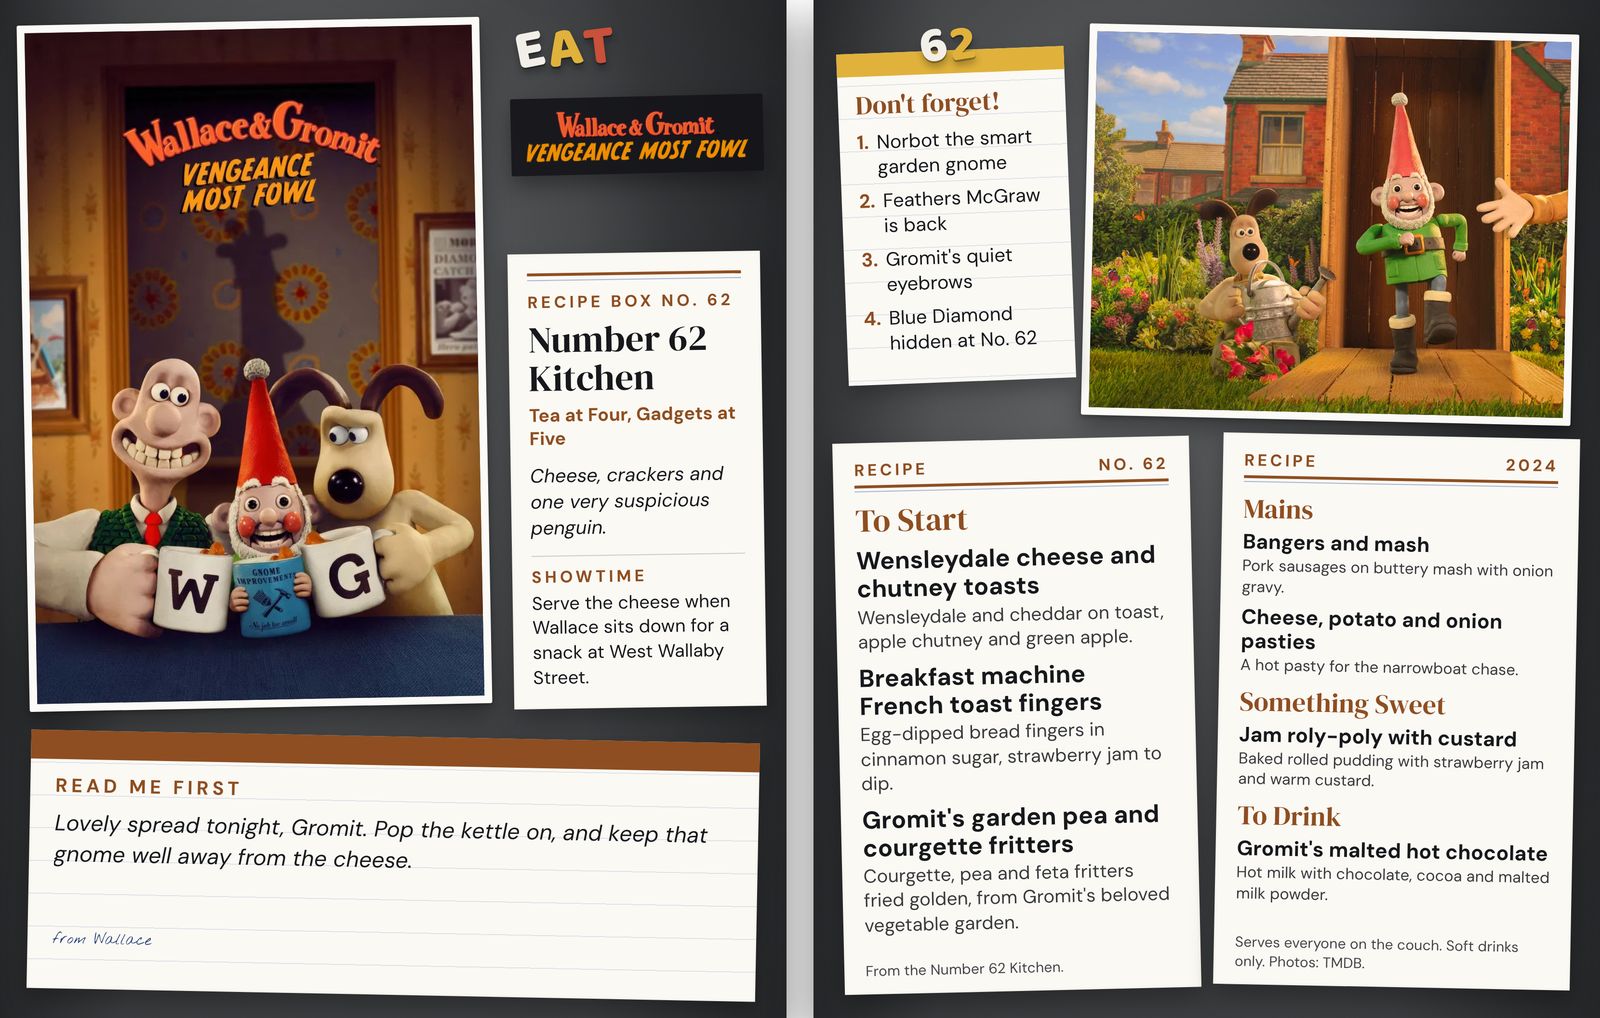 Wallace & Gromit
VENGEANCE
MOST FOWL
W
GNOME
IMPROVEMENTS
No job too small
G
EAT
Wallace & Gromit
VENGEANCE MOST FOWL
RECIPE BOX NO. 62
Number 62
Kitchen
Tea at Four, Gadgets at
Five
Cheese, crackers and
one very suspicious
penguin.
SHOWTIME
Serve the cheese when
Wallace sits down for a
snack at West Wallaby
Street.
READ ME FIRST
Lovely spread tonight, Gromit. Pop the kettle on, and keep that
gnome well away from the cheese.
from Wallace
62
Don't forget!
1. Norbot the smart
garden gnome
2. Feathers McGraw
is back
3. Gromit's quiet
eyebrows
4. Blue Diamond
hidden at No. 62
RECIPE NO. 62
To Start
Wensleydale cheese and
chutney toasts
Wensleydale and cheddar on toast,
apple chutney and green apple.
Breakfast machine
French toast fingers
Egg-dipped bread fingers in
cinnamon sugar, strawberry jam to
dip.
Gromit's garden pea and
courgette fritters
Courgette, pea and feta fritters
fried golden, from Gromit's beloved
vegetable garden.
From the Number 62 Kitchen.
RECIPE 2024
Mains
Bangers and mash
Pork sausages on buttery mash with onion
gravy.
Cheese, potato and onion
pasties
A hot pasty for the narrowboat chase.
Something Sweet
Jam roly-poly with custard
Baked rolled pudding with strawberry jam
and warm custard.
To Drink
Gromit's malted hot chocolate
Hot milk with chocolate, cocoa and malted
milk powder.
Serves everyone on the couch. Soft drinks
only. Photos: TMDB.